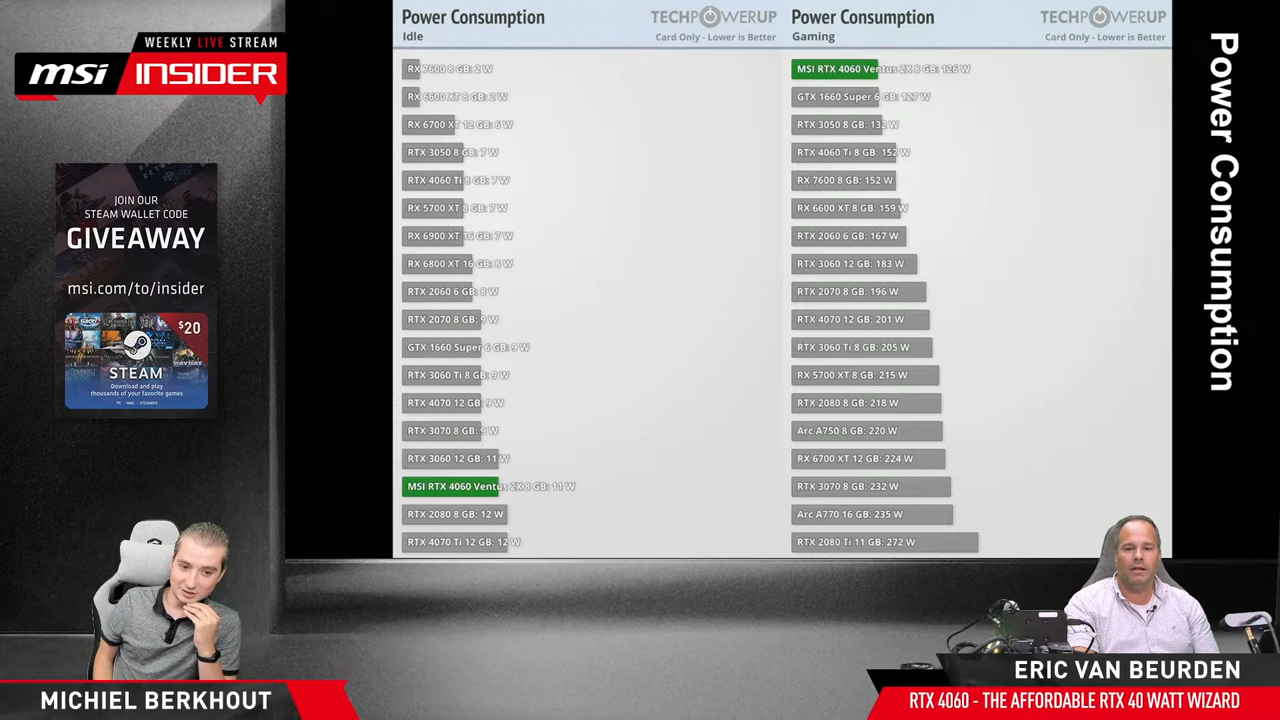 WEEKLY LIVE STREAM
msi INSIDER
JOIN OUR
STEAM WALLET CODE
GIVEAWAY
msi.com/to/insider
$20
STEAM
Download and play
thousands of your favorite games
PC | MAC | STEAMOS
Power Consumption
Idle
TECHPOWERUP
Card Only - Lower is Better
RX 7600 8 GB: 2 W
RX 6600 XT 8 GB: 2 W
RX 6700 XT 12 GB: 6 W
RTX 3050 8 GB: 7 W
RTX 4060 Ti 8 GB: 7 W
RX 5700 XT 8 GB: 7 W
RX 6900 XT 16 GB: 7 W
RX 6800 XT 16 GB: 8 W
RTX 2060 6 GB: 8 W
RTX 2070 8 GB: 9 W
GTX 1660 Super 6 GB: 9 W
RTX 3060 Ti 8 GB: 9 W
RTX 4070 12 GB: 9 W
RTX 3070 8 GB: 9 W
RTX 3060 12 GB: 11 W
MSI RTX 4060 Ventus 2X 8 GB: 11 W
RTX 2080 8 GB: 12 W
RTX 4070 Ti 12 GB: 12 W
Power Consumption
Gaming
TECHPOWERUP
Card Only - Lower is Better
MSI RTX 4060 Ventus 2X 8 GB: 126 W
GTX 1660 Super 6 GB: 127 W
RTX 3050 8 GB: 132 W
RTX 4060 Ti 8 GB: 152 W
RX 7600 8 GB: 152 W
RX 6600 XT 8 GB: 159 W
RTX 2060 6 GB: 167 W
RTX 3060 12 GB: 183 W
RTX 2070 8 GB: 196 W
RTX 4070 12 GB: 201 W
RTX 3060 Ti 8 GB: 205 W
RX 5700 XT 8 GB: 215 W
RTX 2080 8 GB: 218 W
Arc A750 8 GB: 220 W
RX 6700 XT 12 GB: 224 W
RTX 3070 8 GB: 232 W
Arc A770 16 GB: 235 W
RTX 2080 Ti 11 GB: 272 W
Power Consumption
MICHIEL BERKHOUT
ERIC VAN BEURDEN
RTX 4060 - THE AFFORDABLE RTX 40 WATT WIZARD